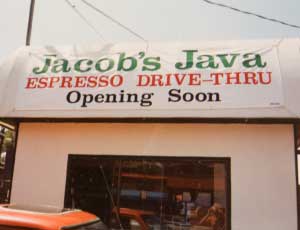 Jacob's Java
ESPRESSO DRIVE-THRU
Opening Soon